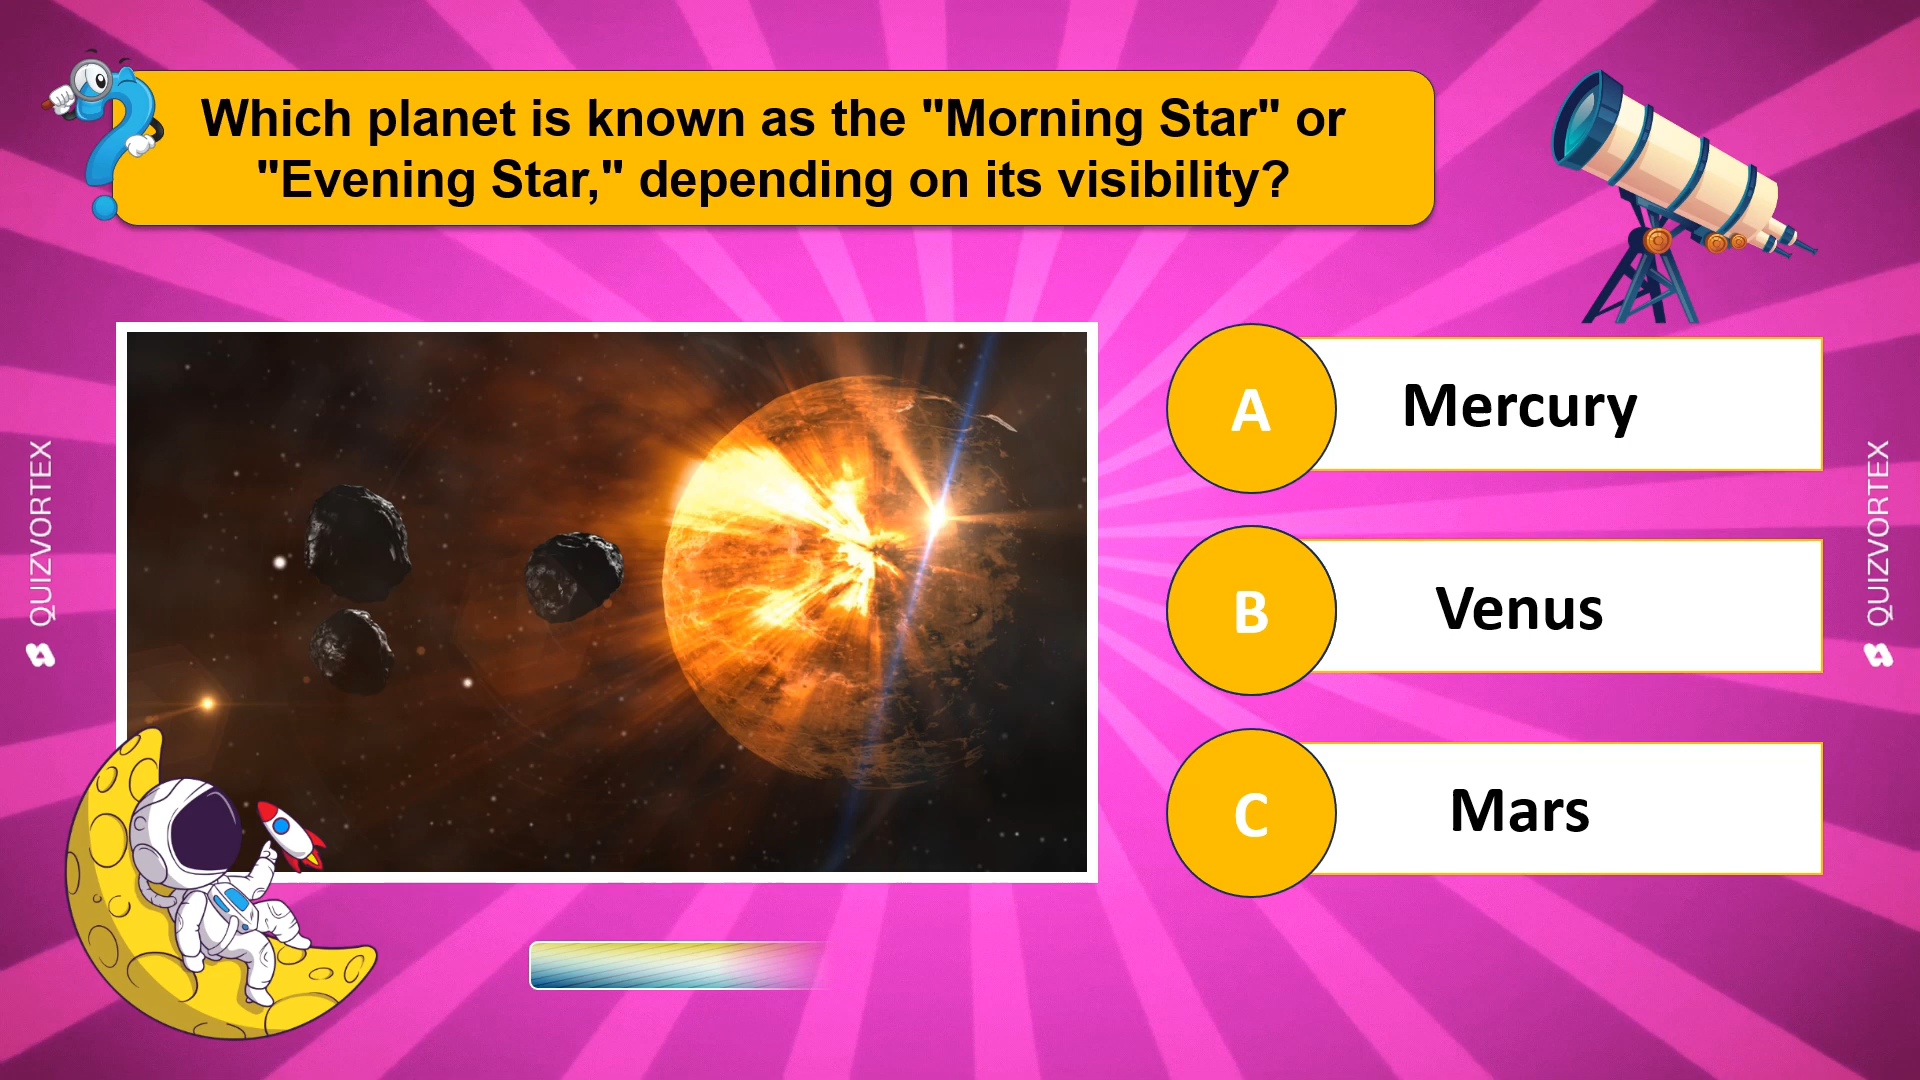 Which planet is known as the "Morning Star" or
"Evening Star," depending on its visibility?
A Mercury
B Venus
C Mars
QUIZVORTEX
QUIZVORTEX